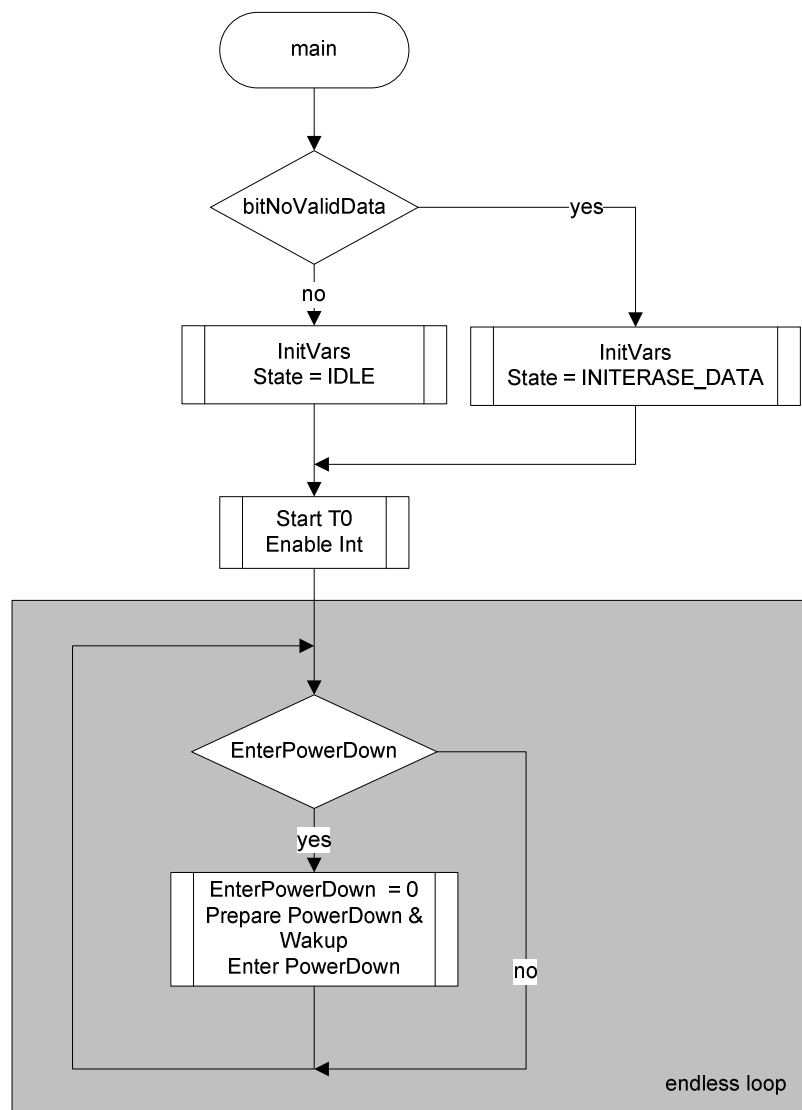 main
bitNoValidData
yes
no
InitVars
State = IDLE
InitVars
State = INITERASE_DATA
Start T0
Enable Int
EnterPowerDown
yes
EnterPowerDown  = 0
Prepare PowerDown &
Wakup
Enter PowerDown
no
endless loop